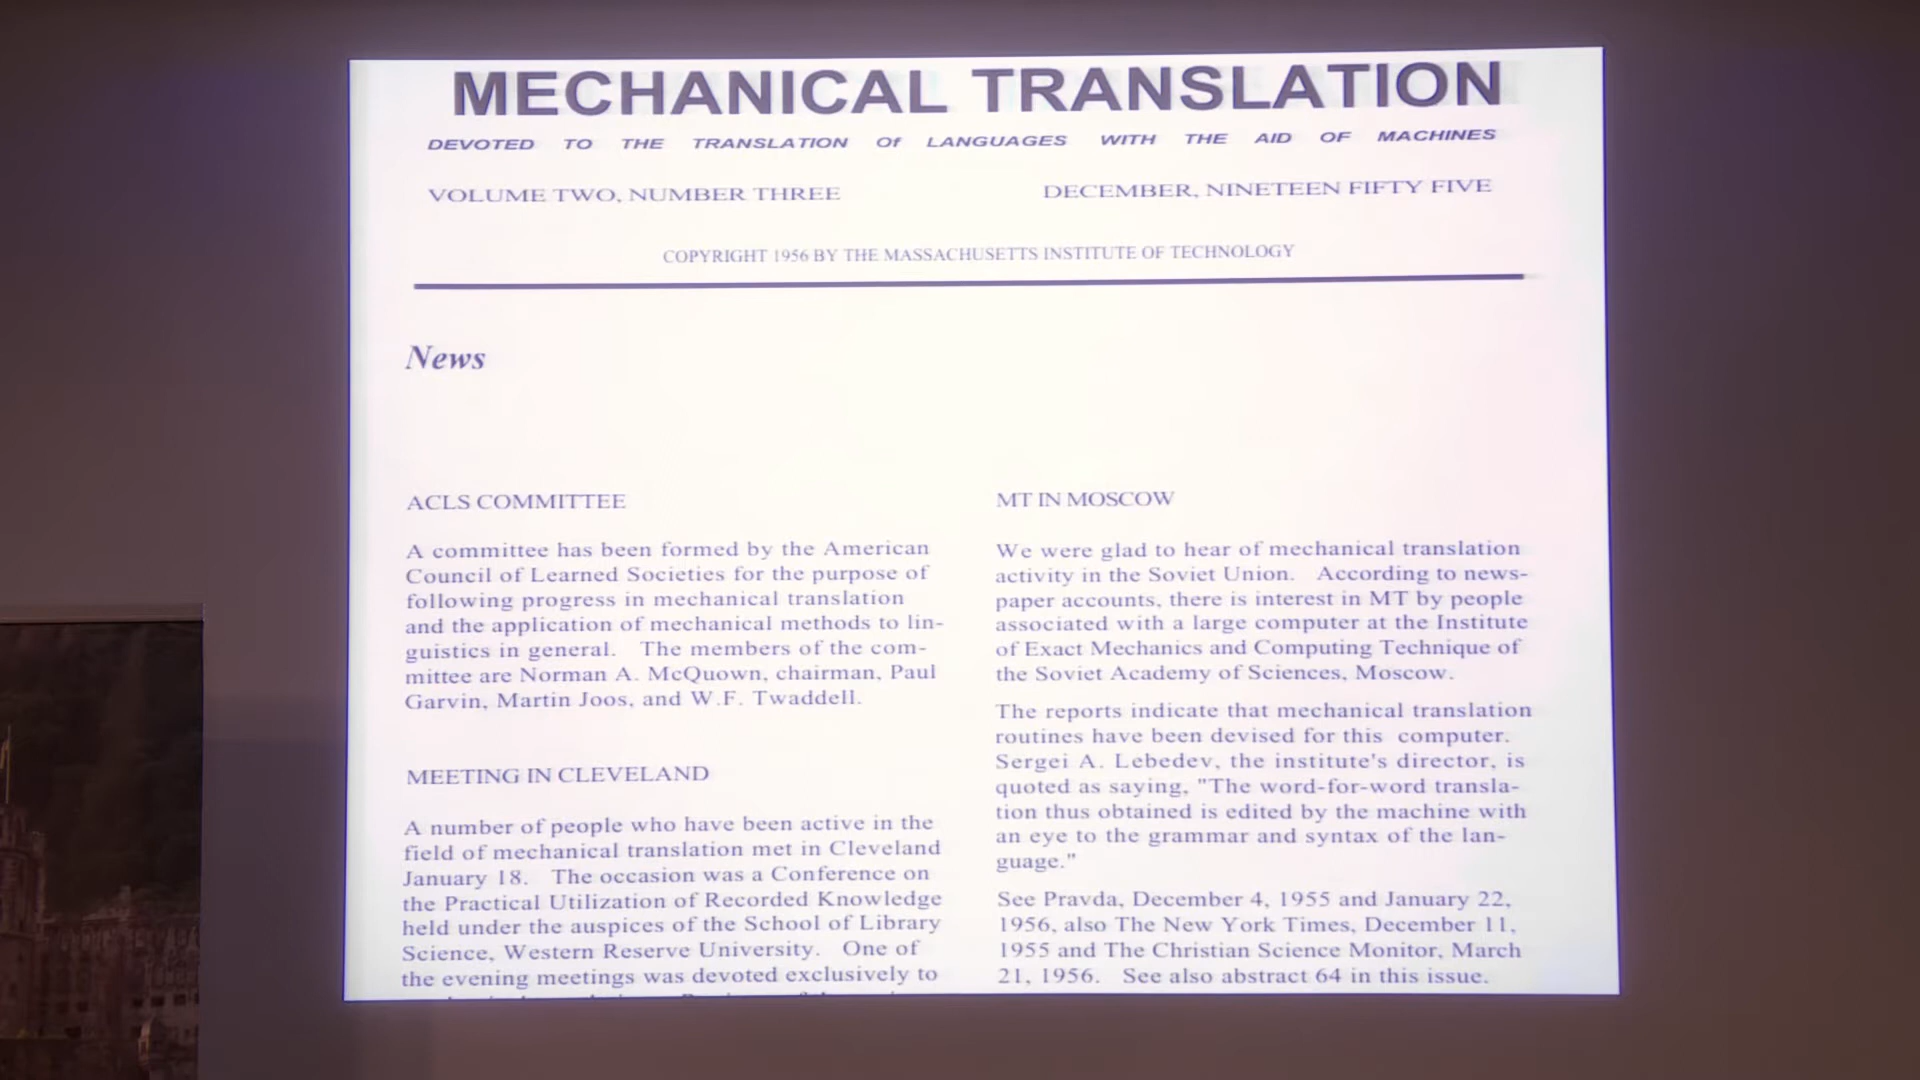 MECHANICAL TRANSLATION
DEVOTED TO THE TRANSLATION Of LANGUAGES WITH THE AID OF MACHINES
VOLUME TWO, NUMBER THREE DECEMBER, NINETEEN FIFTY FIVE
COPYRIGHT 1956 BY THE MASSACHUSETTS INSTITUTE OF TECHNOLOGY
News
ACLS COMMITTEE
A committee has been formed by the American
Council of Learned Societies for the purpose of
following progress in mechanical translation
and the application of mechanical methods to lin-
guistics in general. The members of the com-
mittee are Norman A. McQuown, chairman, Paul
Garvin, Martin Joos, and W.F. Twaddell.
MEETING IN CLEVELAND
A number of people who have been active in the
field of mechanical translation met in Cleveland
January 18. The occasion was a Conference on
the Practical Utilization of Recorded Knowledge
held under the auspices of the School of Library
Science, Western Reserve University. One of
the evening meetings was devoted exclusively to
MT IN MOSCOW
We were glad to hear of mechanical translation
activity in the Soviet Union. According to news-
paper accounts, there is interest in MT by people
associated with a large computer at the Institute
of Exact Mechanics and Computing Technique of
the Soviet Academy of Sciences, Moscow.
The reports indicate that mechanical translation
routines have been devised for this computer.
Sergei A. Lebedev, the institute's director, is
quoted as saying, "The word-for-word transla-
tion thus obtained is edited by the machine with
an eye to the grammar and syntax of the lan-
guage."
See Pravda, December 4, 1955 and January 22,
1956, also The New York Times, December 11,
1955 and The Christian Science Monitor, March
21, 1956. See also abstract 64 in this issue.